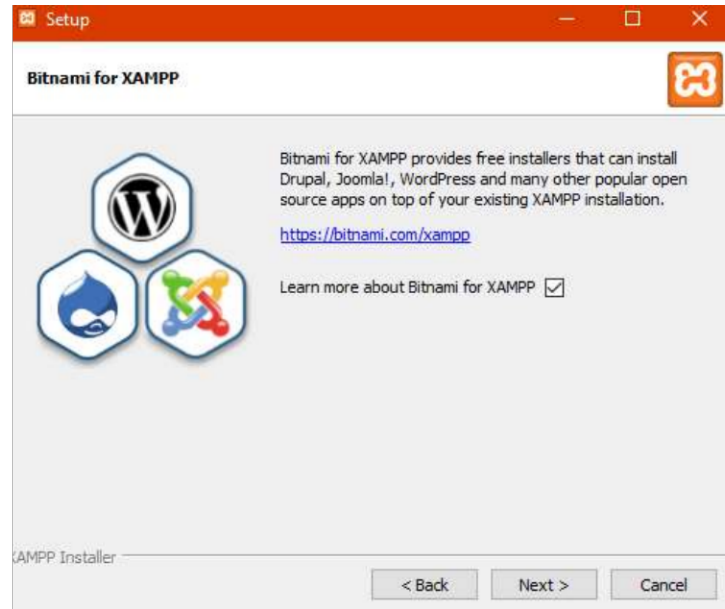 Setup
Bitnami for XAMPP
Bitnami for XAMPP provides free installers that can install
Drupal, Joomla!, WordPress and many other popular open
source apps on top of your existing XAMPP installation.
https://bitnami.com/xampp
Learn more about Bitnami for XAMPP
XAMPP Installer
< Back Next > Cancel